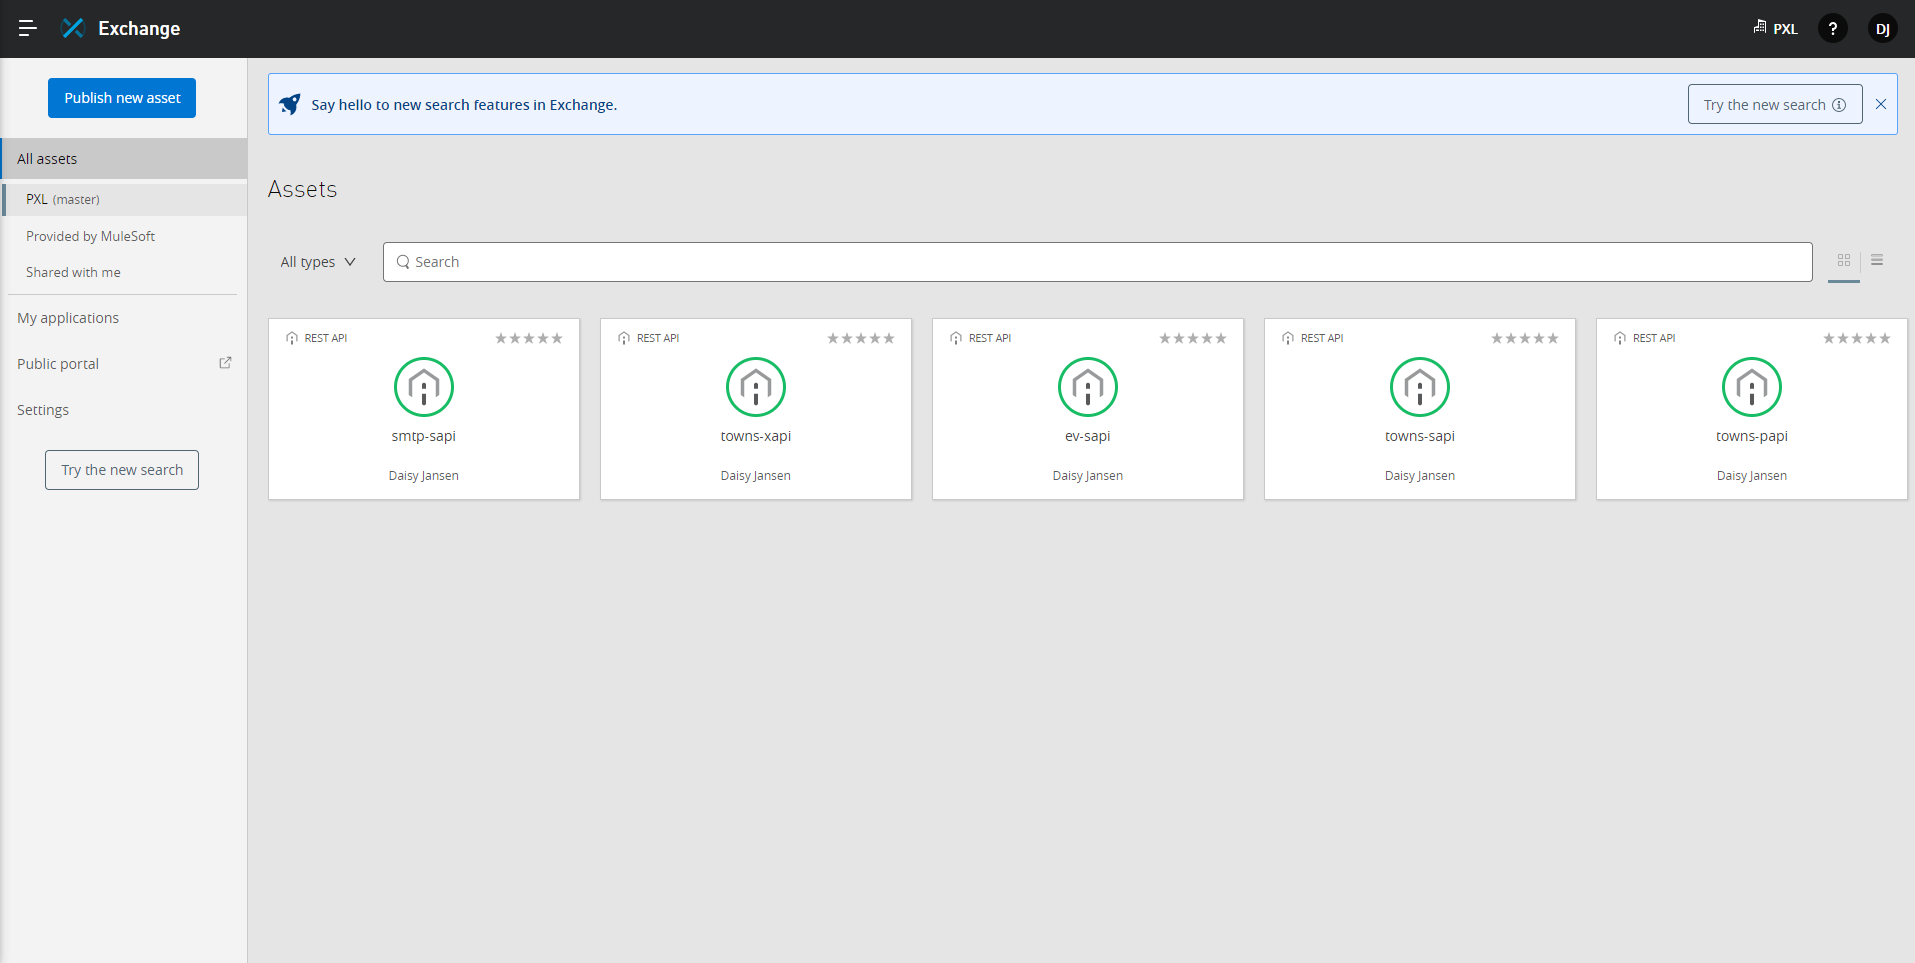 Exchange
PXL
?
DJ
Publish new asset
All assets
PXL (master)
Provided by MuleSoft
Shared with me
My applications
Public portal
Settings
Try the new search
Say hello to new search features in Exchange.
Try the new search
Assets
All types
Search
REST API
smtp-sapi
Daisy Jansen
REST API
towns-xapi
Daisy Jansen
REST API
ev-sapi
Daisy Jansen
REST API
towns-sapi
Daisy Jansen
REST API
towns-papi
Daisy Jansen